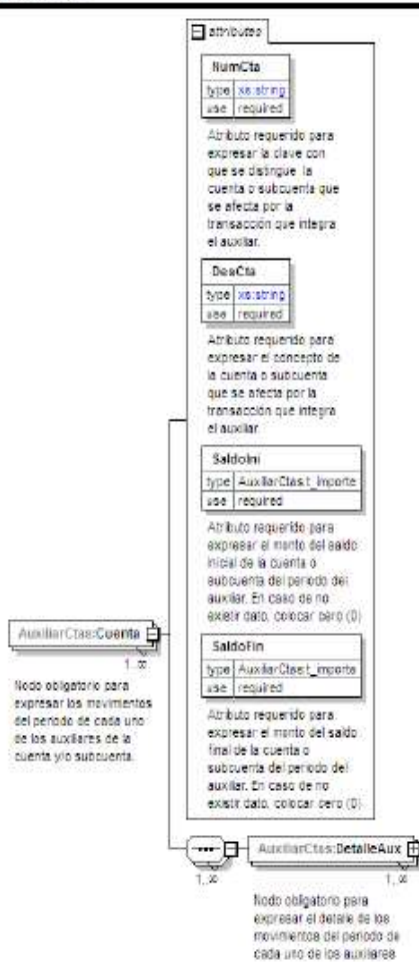 attributes
NumCta
type xs:string
use required
Atributo requerido para
expresar la clave con
que se distingue la
cuenta o subcuenta que
se afecta por la
transacción que integra
el auxiliar.
DesCta
type xs:string
use required
Atributo requerido para
expresar el concepto de
la cuenta o subcuenta
que se afecta por la
transacción que integra
el auxiliar.
SaldoIni
type AuxiliarCtas:t_importe
use required
Atributo requerido para
expresar el monto del saldo
inicial de la cuenta o
subcuenta del periodo del
auxiliar. En caso de no
existir dato, colocar cero (0)
AuxiliarCtas:Cuenta
1..∞
Nodo obligatorio para
expresar los movimientos
del periodo de cada uno
de los auxiliares de la
cuenta y/o subcuenta.
SaldoFin
type AuxiliarCtas:t_importe
use required
Atributo requerido para
expresar el monto del saldo
final de la cuenta o
subcuenta del periodo del
auxiliar. En caso de no
existir dato, colocar cero (0)
1..∞
AuxiliarCtas:DetalleAux
1..∞
Nodo obligatorio para
expresar el detalle de los
movimientos del periodo de
cada uno de los auxiliares